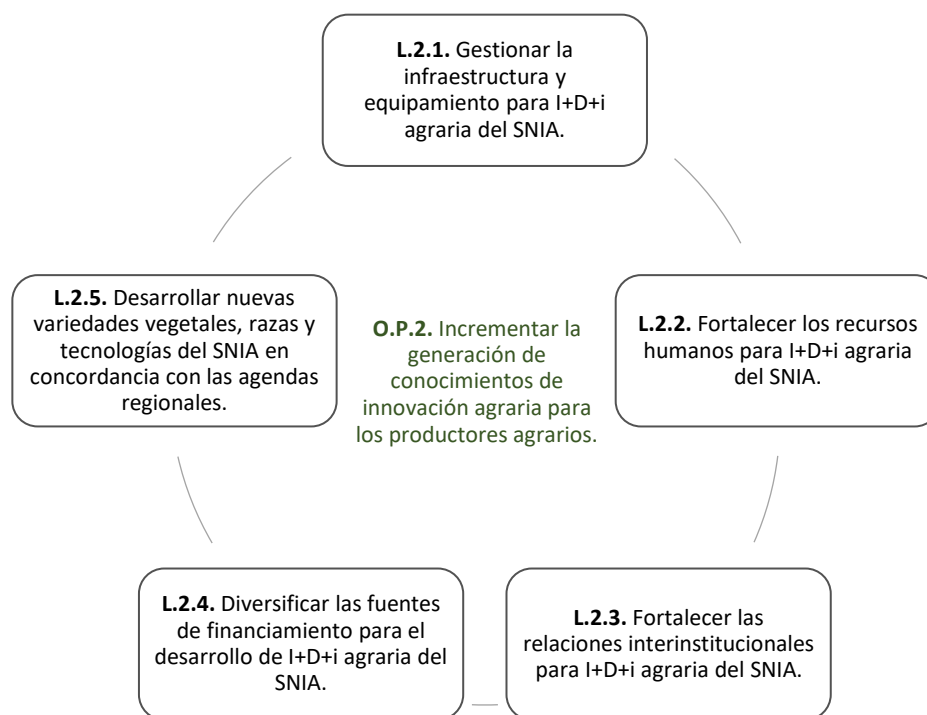 L.2.1. Gestionar la
infraestructura y
equipamiento para I+D+i
agraria del SNIA.
L.2.5. Desarrollar nuevas
variedades vegetales, razas y
tecnologías del SNIA en
concordancia con las agendas
regionales.
O.P.2. Incrementar la
generación de
conocimientos de
innovación agraria para
los productores agrarios.
L.2.2. Fortalecer los recursos
humanos para I+D+i agraria
del SNIA.
L.2.4. Diversificar las fuentes
de financiamiento para el
desarrollo de I+D+i agraria del
SNIA.
L.2.3. Fortalecer las
relaciones interinstitucionales
para I+D+i agraria del SNIA.